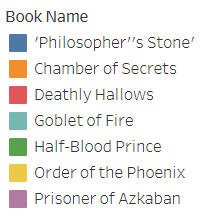 Book Name
'Philosopher''s Stone'
Chamber of Secrets
Deathly Hallows
Goblet of Fire
Half-Blood Prince
Order of the Phoenix
Prisoner of Azkaban